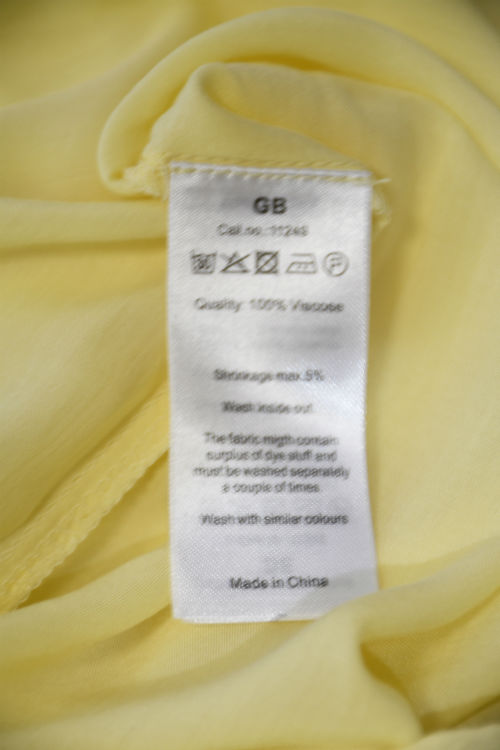 GB
Cat.no.:11249
Quality: 100% Viscose
Shrinkage max.5%
Wash inside out
The fabric migth contain
surplus of dye stuff and
must be washed separately
a couple of times.
Wash with similar colours
Made in China